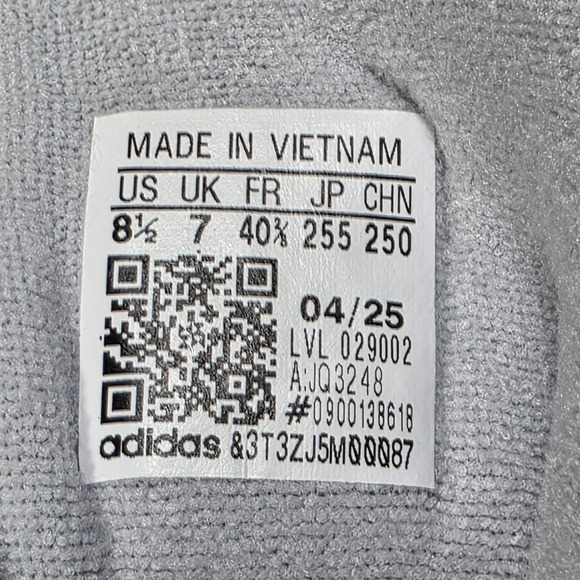 MADE IN VIETNAM
US UK FR JP CHN
8½ 7 40⅔ 255 250
04/25
LVL 029002
A:JQ3248
#0900138618
adidas &3T3ZJ5M00087